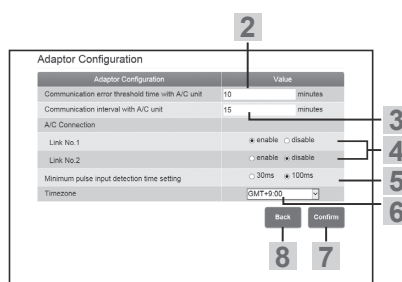 2
Adaptor Configuration
Adaptor Configuration Value
Communication error threshold time with A/C unit 10 minutes
Communication interval with A/C unit 15 minutes
3
A/C Connection
Link No.1 enable disable
4
Link No.2 enable disable
Minimum pulse input detection time setting 30ms 100ms
5
Timezone GMT+9:00
6
Back Confirm
8 7